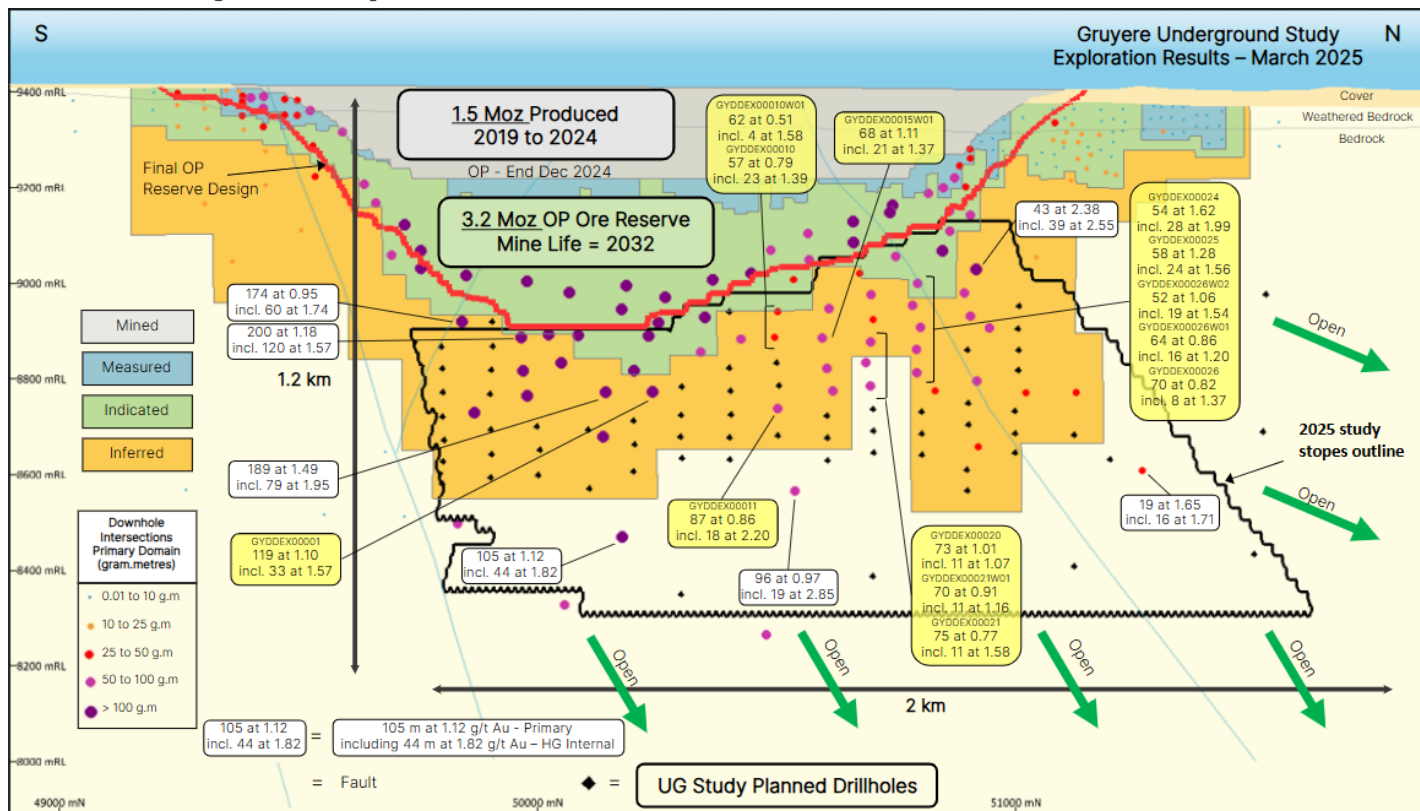 S
Gruyere Underground Study
Exploration Results – March 2025
N
9400 mRL
9200 mRL
9000 mRL
8800 mRL
8600 mRL
8400 mRL
8200 mRL
8000 mRL
Cover
Weathered Bedrock
Bedrock
1.5 Moz Produced
2019 to 2024
OP - End Dec 2024
3.2 Moz OP Ore Reserve
Mine Life = 2032
Final OP
Reserve Design
GYDDEX00010W01
62 at 0.51
incl. 4 at 1.58
GYDDEX00010
57 at 0.79
incl. 23 at 1.39
GYDDEX00015W01
68 at 1.11
incl. 21 at 1.37
43 at 2.38
incl. 39 at 2.55
GYDDEX00024
54 at 1.62
incl. 28 at 1.99
GYDDEX00025
58 at 1.28
incl. 24 at 1.56
GYDDEX00026W02
52 at 1.06
incl. 19 at 1.54
GYDDEX00026W01
64 at 0.86
incl. 16 at 1.20
GYDDEX00026
70 at 0.82
incl. 8 at 1.37
174 at 0.95
incl. 60 at 1.74
200 at 1.18
incl. 120 at 1.57
1.2 km
Mined
Measured
Indicated
Inferred
189 at 1.49
incl. 79 at 1.95
GYDDEX00001
119 at 1.10
incl. 33 at 1.57
105 at 1.12
incl. 44 at 1.82
GYDDEX00011
87 at 0.86
incl. 18 at 2.20
96 at 0.97
incl. 19 at 2.85
GYDDEX00020
73 at 1.01
incl. 11 at 1.07
GYDDEX00021W01
70 at 0.91
incl. 11 at 1.16
GYDDEX00021
75 at 0.77
incl. 11 at 1.58
19 at 1.65
incl. 16 at 1.71
2025 study
stopes outline
Open
Open
Open
Open
Open
Open
2 km
Downhole
Intersections
Primary Domain
(gram.metres)
0.01 to 10 g.m
10 to 25 g.m
25 to 50 g.m
50 to 100 g.m
> 100 g.m
105 at 1.12
incl. 44 at 1.82
=
105 m at 1.12 g/t Au - Primary
including 44 m at 1.82 g/t Au – HG Internal
= Fault
=
UG Study Planned Drillholes
49000 mN
50000 mN
51000 mN